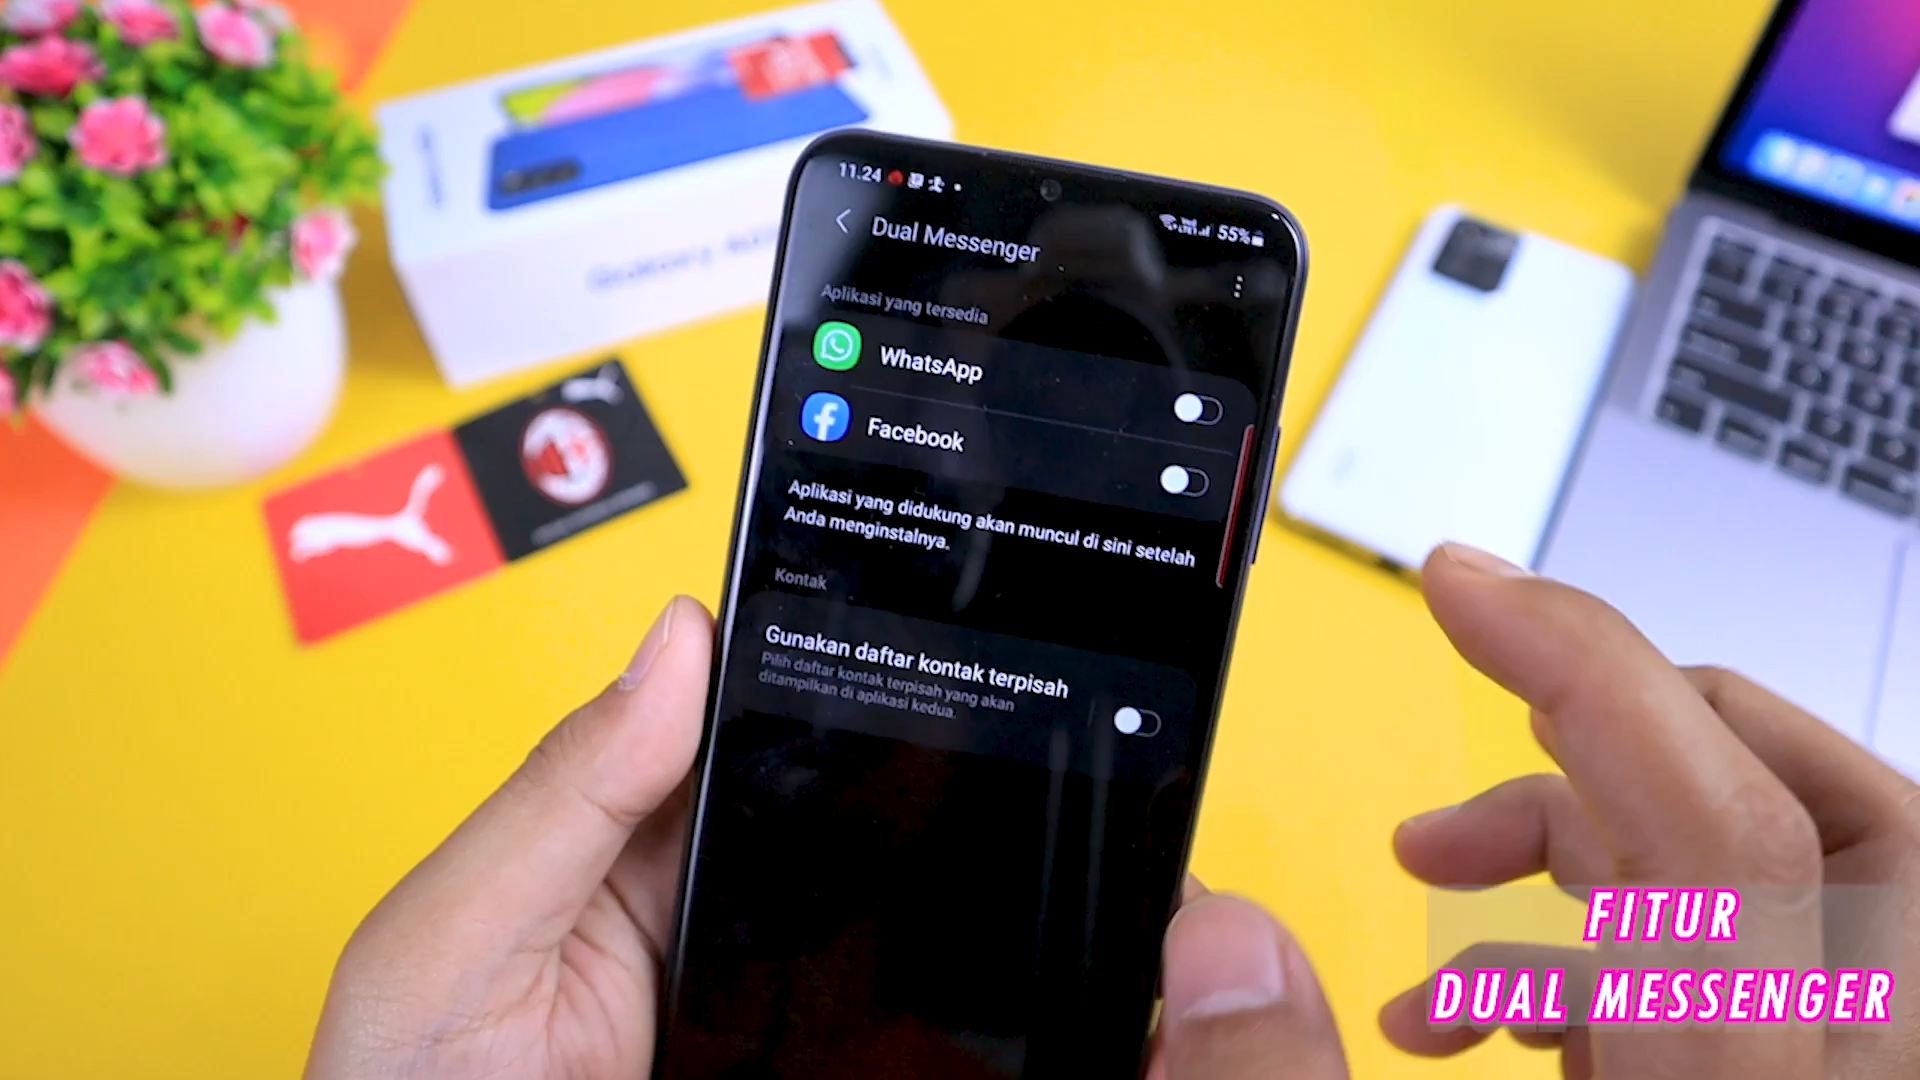 11.24
55%
Dual Messenger
Aplikasi yang tersedia
WhatsApp
Facebook
Aplikasi yang didukung akan muncul di sini setelah
Anda menginstalnya.
Kontak
Gunakan daftar kontak terpisah
Pilih daftar kontak terpisah yang akan
ditampilkan di aplikasi kedua.
FITUR
DUAL MESSENGER